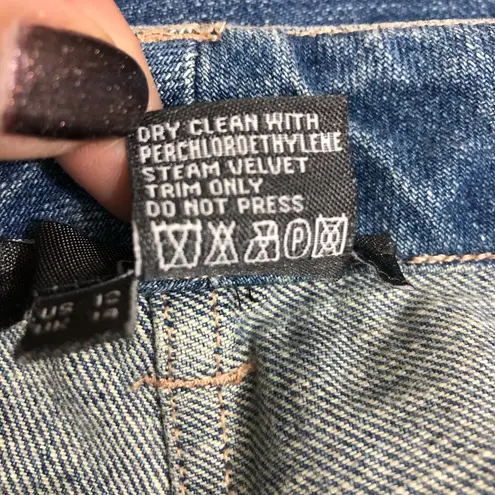 DRY CLEAN WITH
PERCHLOROETHYLENE
STEAM VELVET
TRIM ONLY
DO NOT PRESS
P
US 12
UK 14